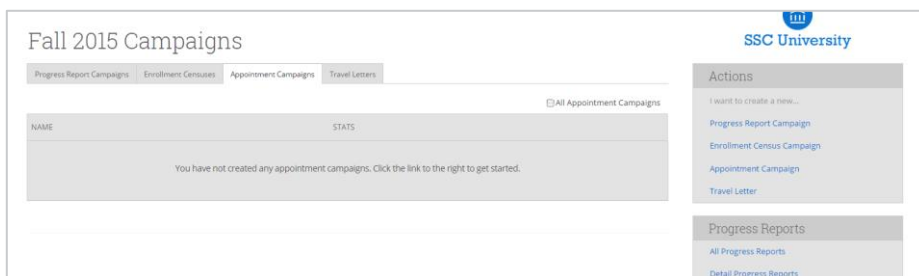 Fall 2015 Campaigns
SSC University
Progress Report Campaigns Enrollment Censuses Appointment Campaigns Travel Letters
All Appointment Campaigns
NAME STATS
You have not created any appointment campaigns. Click the link to the right to get started.
Actions
I want to create a new...
Progress Report Campaign
Enrollment Census Campaign
Appointment Campaign
Travel Letter
Progress Reports
All Progress Reports
Detail Progress Reports